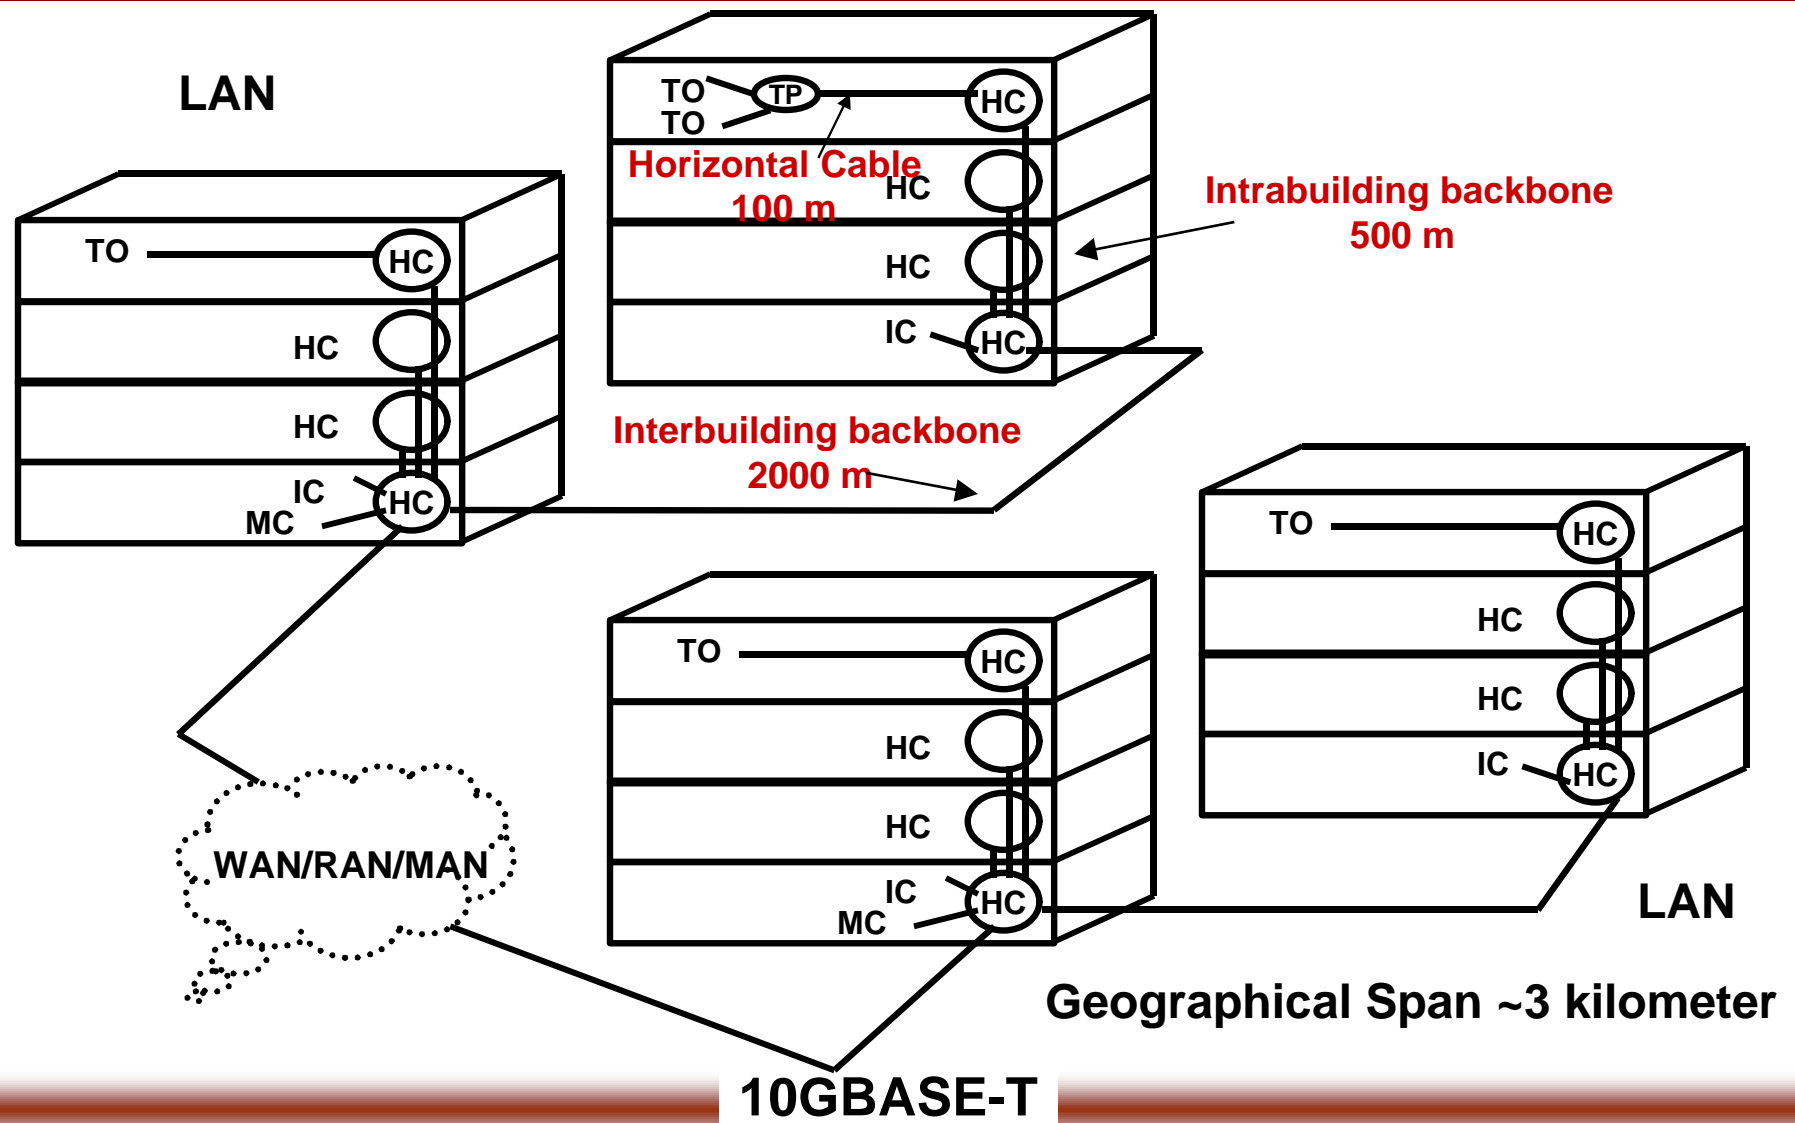 LAN
TO
TP
HC
TO
Horizontal Cable
100 m
HC
HC
IC
HC
Intrabuilding backbone
500 m
TO
HC
HC
HC
IC
MC
HC
Interbuilding backbone
2000 m
TO
HC
HC
HC
IC
HC
LAN
TO
HC
HC
HC
IC
MC
HC
WAN/RAN/MAN
Geographical Span ~3 kilometer
10GBASE-T